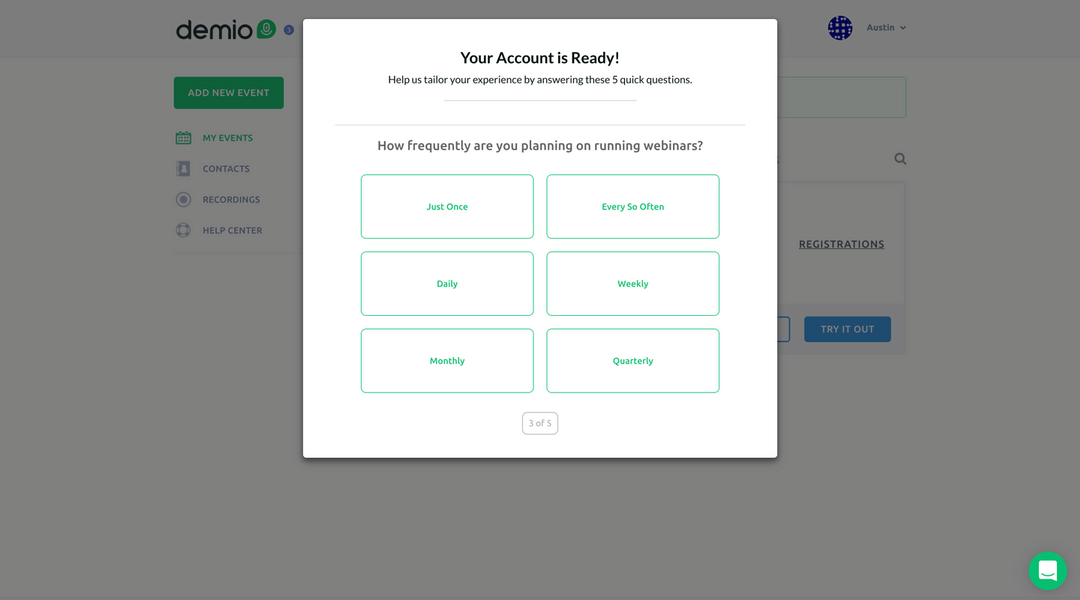 demio
3
Austin
ADD NEW EVENT
MY EVENTS
CONTACTS
RECORDINGS
HELP CENTER
Your Account is Ready!
Help us tailor your experience by answering these 5 quick questions.
How frequently are you planning on running webinars?
Just Once
Every So Often
Daily
Weekly
Monthly
Quarterly
3 of 5
REGISTRATIONS
TRY IT OUT